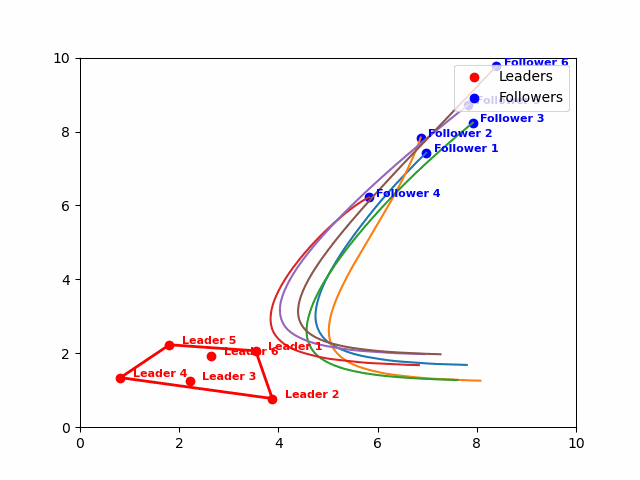 10
Follower 6
Leaders
Followers
Follower 3
8
Follower 2
Follower 1
6
Follower 4
4
Leader 5
Leader 1
2
Leader 6
Leader 4
Leader 3
Leader 2
0
0
2
4
6
8
10